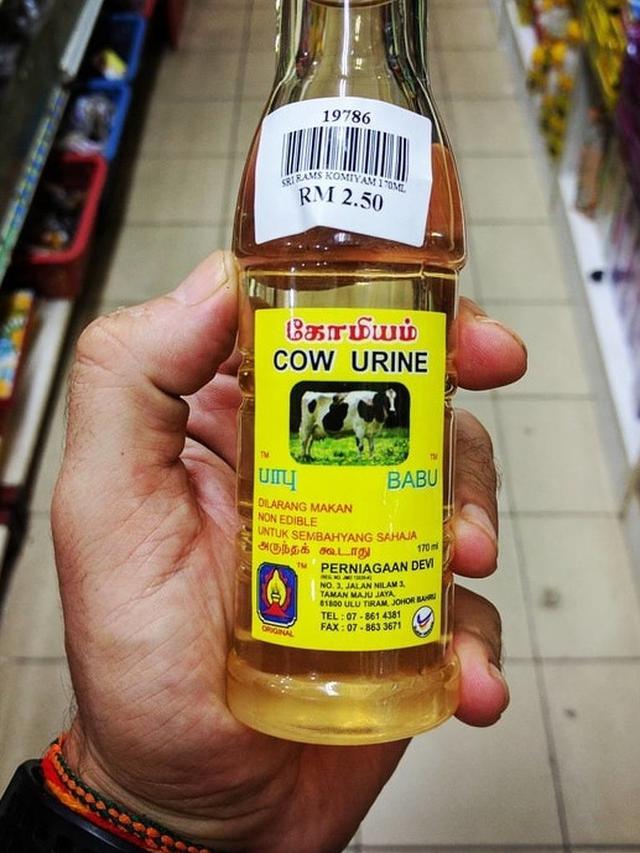 19786
SRI RAMS KOMIYAM 170ML
RM 2.50
கோமியம்
COW URINE
TM TM
பாபு BABU
DILARANG MAKAN
NON EDIBLE
UNTUK SEMBAHYANG SAHAJA
அருந்தக் கூடாது 170 ml
TM
ORIGINAL
PERNIAGAAN DEVI
NO. 3, JALAN NILAM 3,
TAMAN MAJU JAYA,
81800 ULU TIRAM, JOHOR BAHRU
TEL : 07 - 861 4381
FAX : 07 - 863 3671